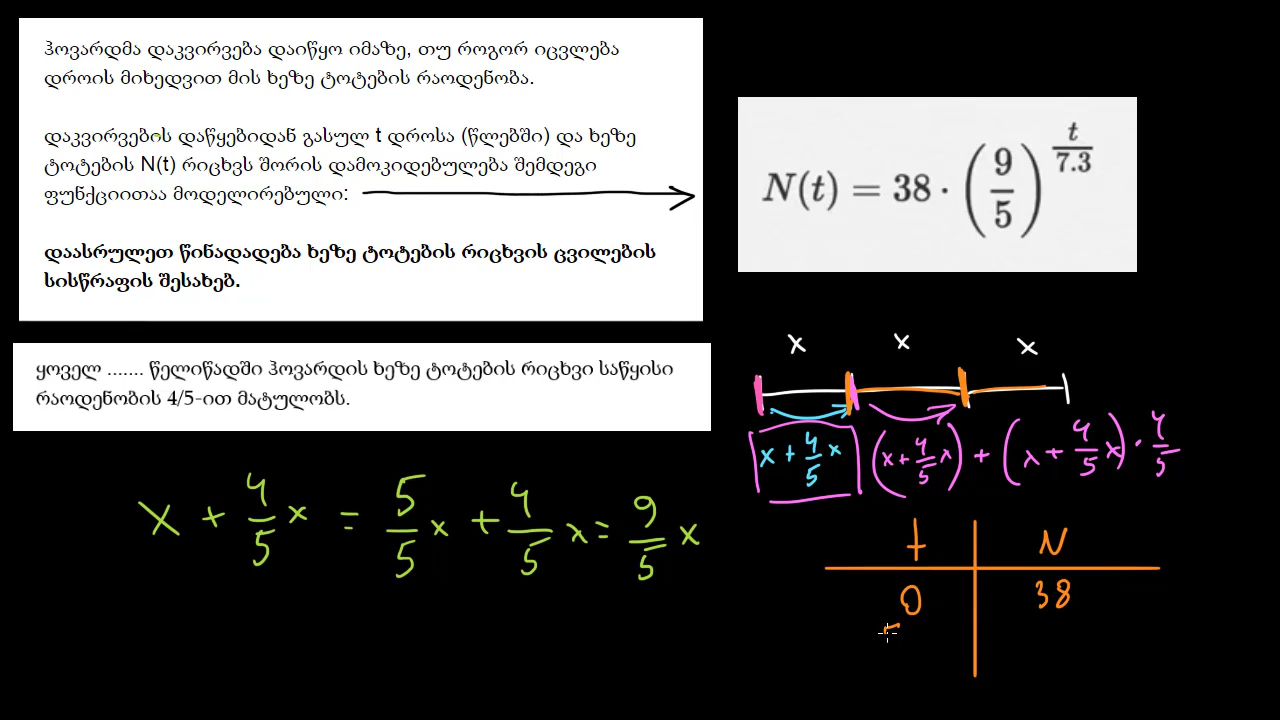 ჰოვარდმა დაკვირვება დაიწყო იმაზე, თუ როგორ იცვლება
დროის მიხედვით მის ხეზე ტოტების რაოდენობა.
დაკვირვების დაწყებიდან გასულ t დროსა (წლებში) და ხეზე
ტოტების N(t) რიცხვს შორის დამოკიდებულება შემდეგი
ფუნქციითაა მოდელირებული:
დაასრულეთ წინადადება ხეზე ტოტების რიცხვის ცვილების
სისწრაფის შესახებ.
N(t) = 38 · (9/5)^(t/7.3)
ყოველ ....... წელიწადში ჰოვარდის ხეზე ტოტების რიცხვი საწყისი
რაოდენობის 4/5-ით მატულობს.
x x x
x + 4/5 x (x + 4/5 x) + (x + 4/5 x) · 4/5
x + 4/5 x = 5/5 x + 4/5 x = 9/5 x
t N
0 38